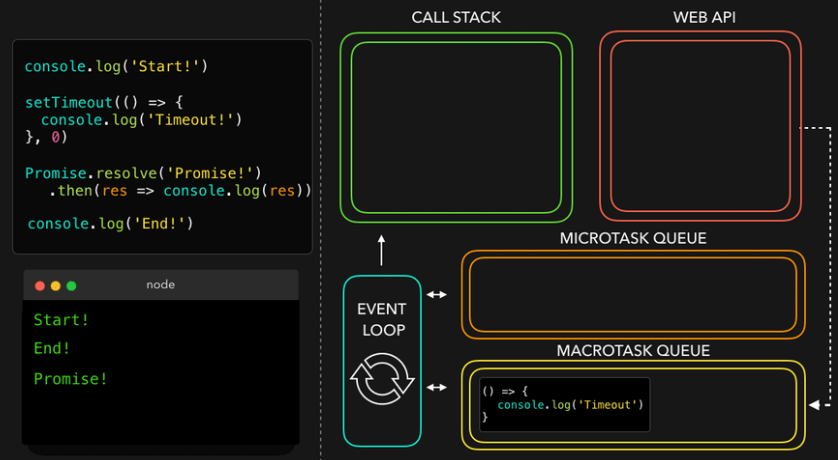 console.log('Start!')
setTimeout(() => {
  console.log('Timeout!')
}, 0)
Promise.resolve('Promise!')
  .then(res => console.log(res))
console.log('End!')
node
Start!
End!
Promise!
CALL STACK
WEB API
MICROTASK QUEUE
EVENT
LOOP
MACROTASK QUEUE
() => {
  console.log('Timeout')
}